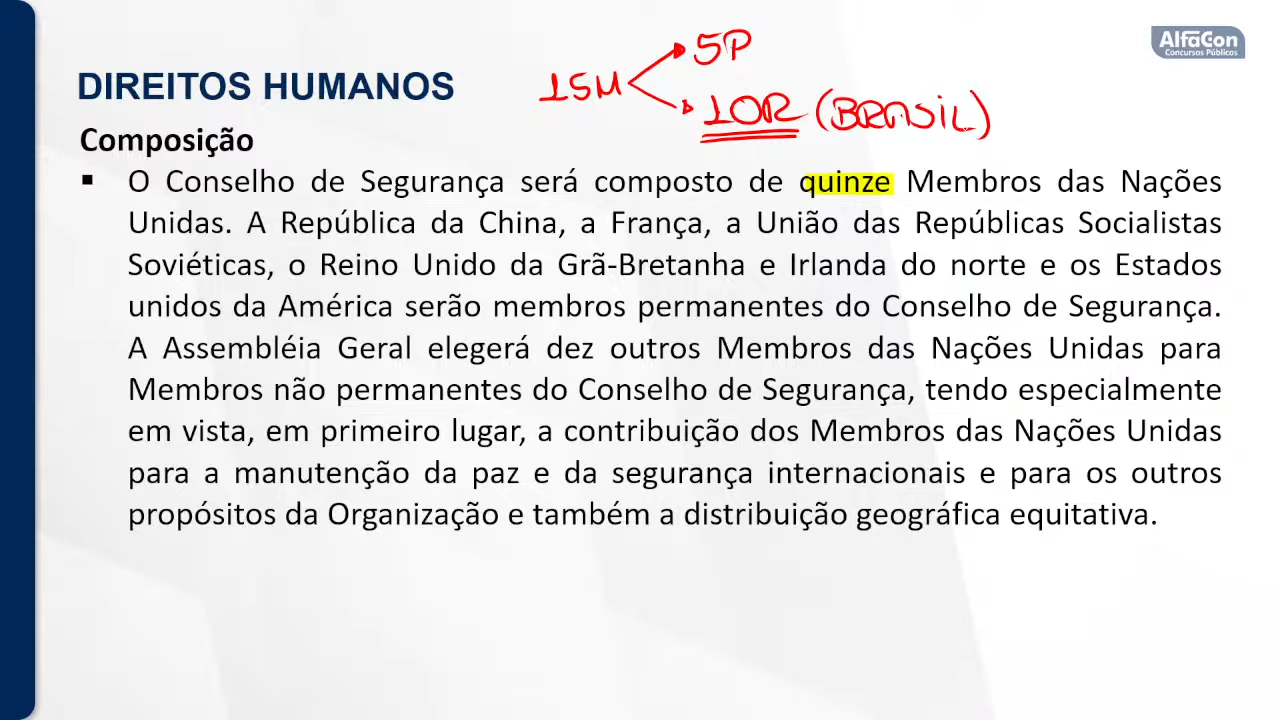 AlfaCon
Concursos Públicos
5P
15M
10R (BRASIL)
DIREITOS HUMANOS
Composição
▪ O Conselho de Segurança será composto de quinze Membros das Nações
Unidas. A República da China, a França, a União das Repúblicas Socialistas
Soviéticas, o Reino Unido da Grã-Bretanha e Irlanda do norte e os Estados
unidos da América serão membros permanentes do Conselho de Segurança.
A Assembléia Geral elegerá dez outros Membros das Nações Unidas para
Membros não permanentes do Conselho de Segurança, tendo especialmente
em vista, em primeiro lugar, a contribuição dos Membros das Nações Unidas
para a manutenção da paz e da segurança internacionais e para os outros
propósitos da Organização e também a distribuição geográfica equitativa.